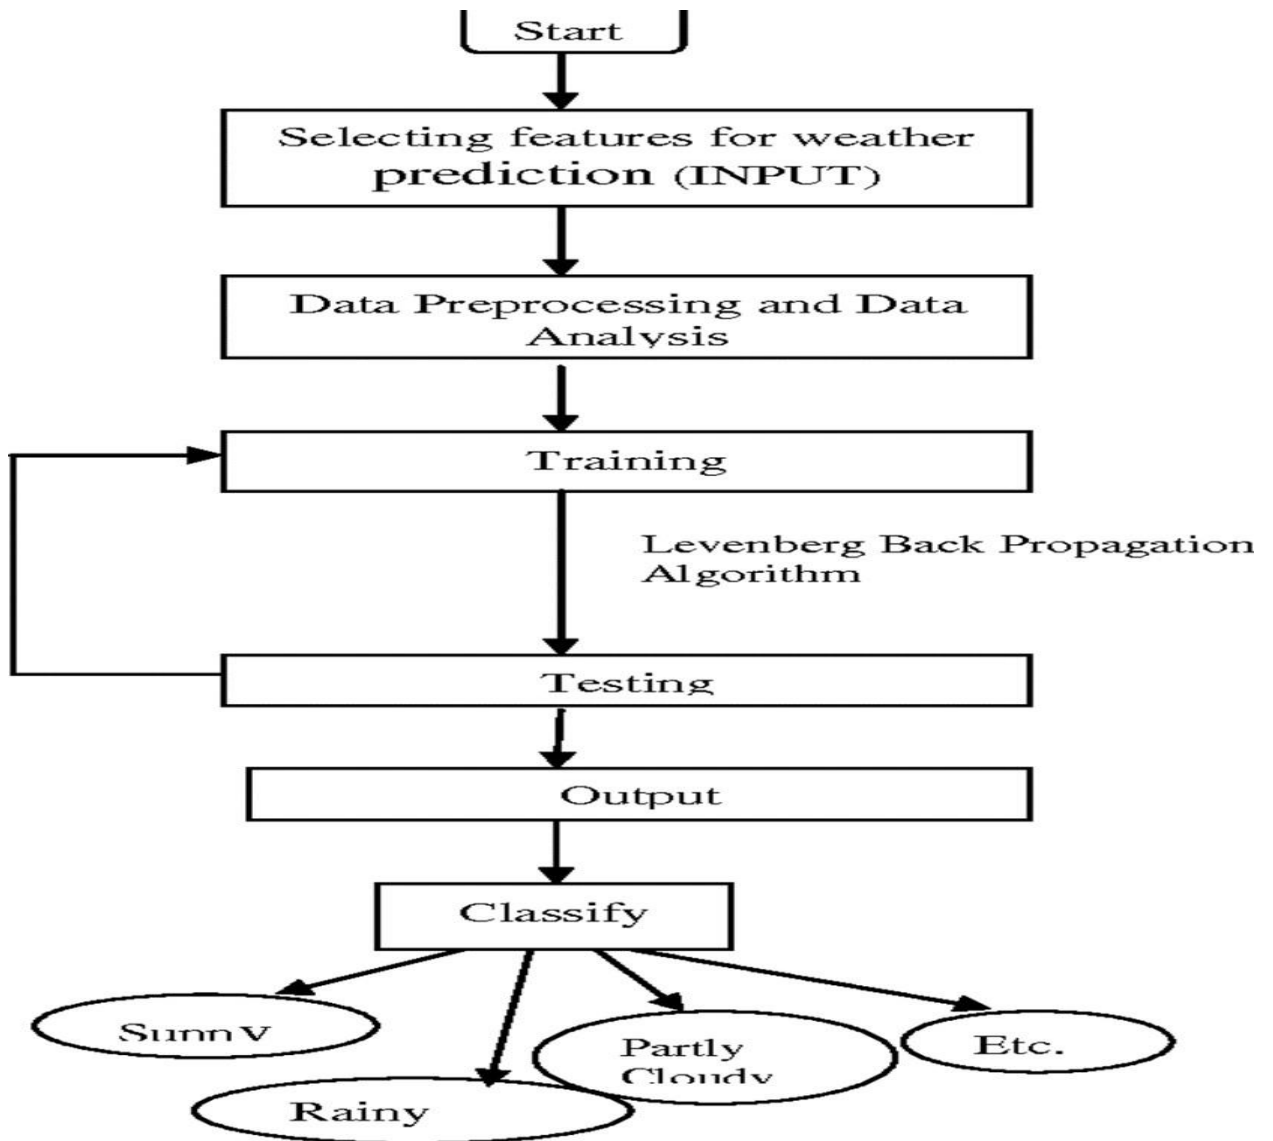 Start
Selecting features for weather
prediction (INPUT)
Data Preprocessing and Data
Analysis
Training
Levenberg Back Propagation
Algorithm
Testing
Output
Classify
Sunny
Partly
Cloudy
Etc.
Rainy